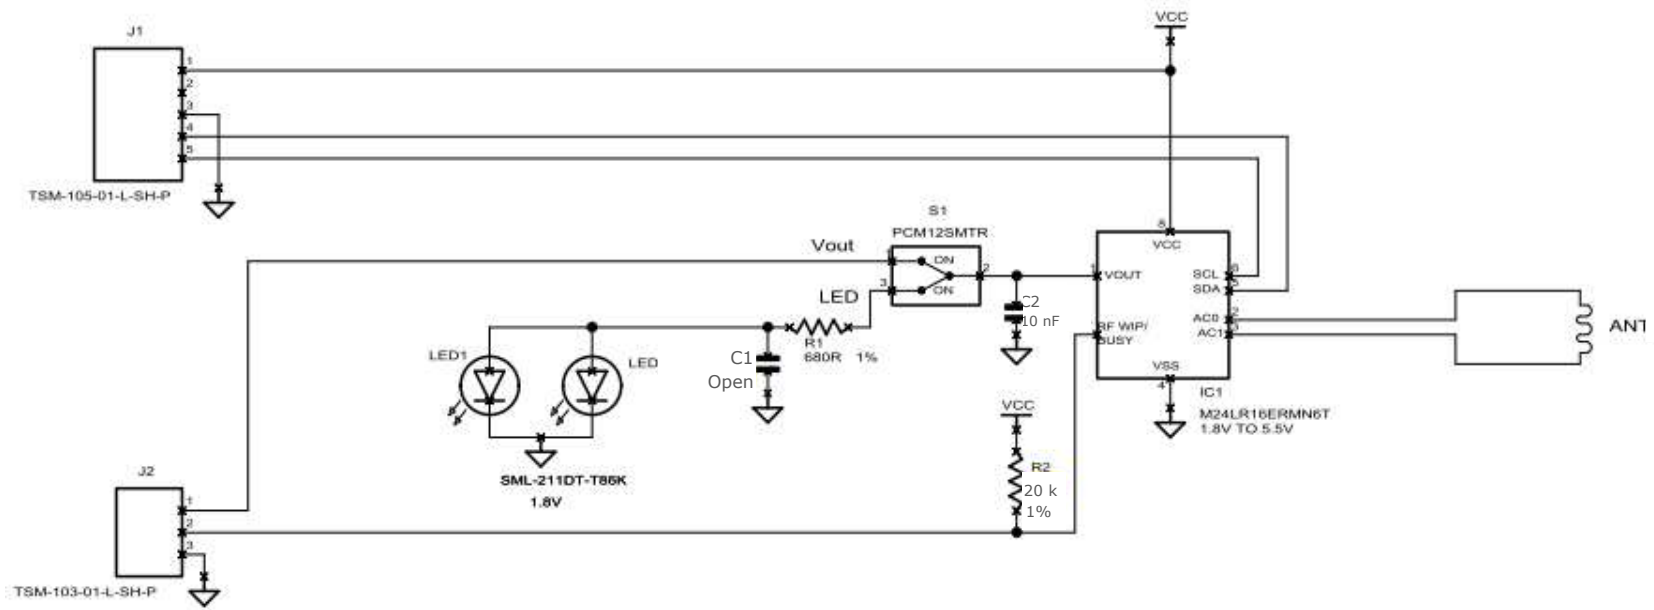 VCC
J1
1
2
3
4
5
TSM-105-01-L-SH-P
S1
PCM12SMTR
Vout
1
ON
2
3
ON
LED
8
VCC
1
VOUT
SCL
6
SDA
5
AC0
2
AC1
3
RF WIP/
BUSY
VSS
4
IC1
M24LR16ERMN6T
1.8V TO 5.5V
ANT
C2
10 nF
R1
680R 1%
C1
Open
LED1
LED
SML-211DT-T86K
1.8V
VCC
R2
20 k
1%
J2
1
2
3
TSM-103-01-L-SH-P